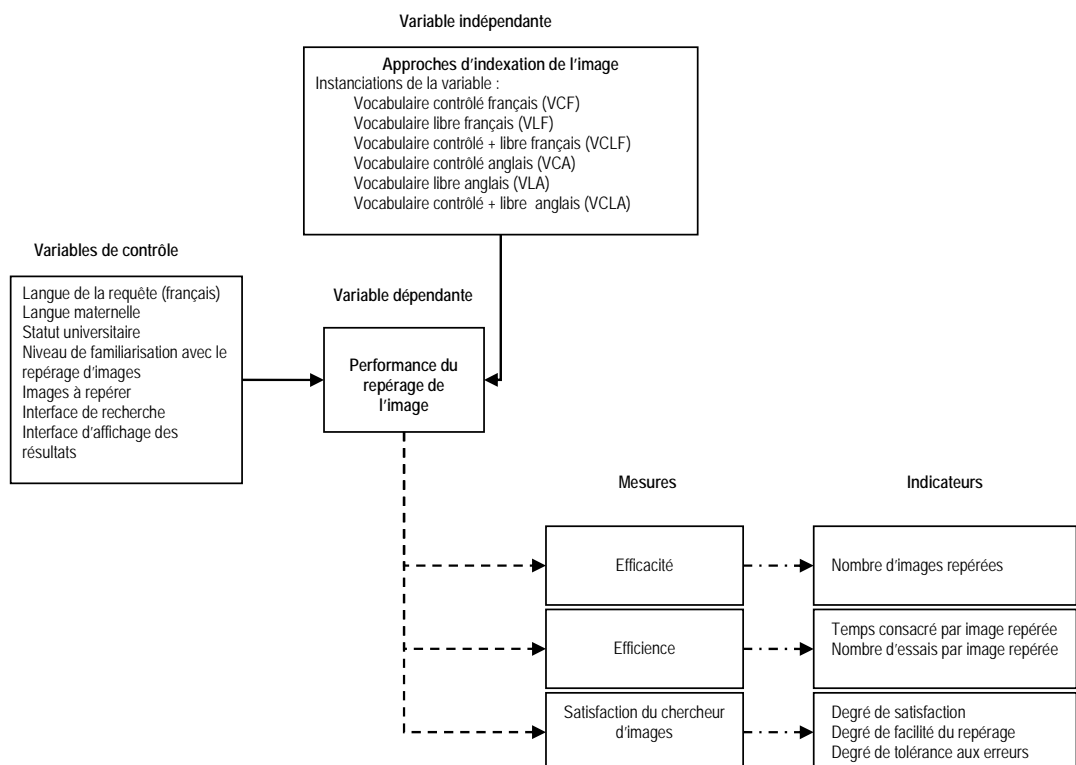 Variable indépendante
Approches d'indexation de l'image
Instanciations de la variable :
Vocabulaire contrôlé français (VCF)
Vocabulaire libre français (VLF)
Vocabulaire contrôlé + libre français (VCLF)
Vocabulaire contrôlé anglais (VCA)
Vocabulaire libre anglais (VLA)
Vocabulaire contrôlé + libre anglais (VCLA)
Variables de contrôle
Langue de la requête (français)
Langue maternelle
Statut universitaire
Niveau de familiarisation avec le
repérage d'images
Images à repérer
Interface de recherche
Interface d'affichage des
résultats
Variable dépendante
Performance du
repérage de
l'image
Mesures
Indicateurs
Efficacité
Nombre d'images repérées
Efficience
Temps consacré par image repérée
Nombre d'essais par image repérée
Satisfaction du chercheur
d'images
Degré de satisfaction
Degré de facilité du repérage
Degré de tolérance aux erreurs